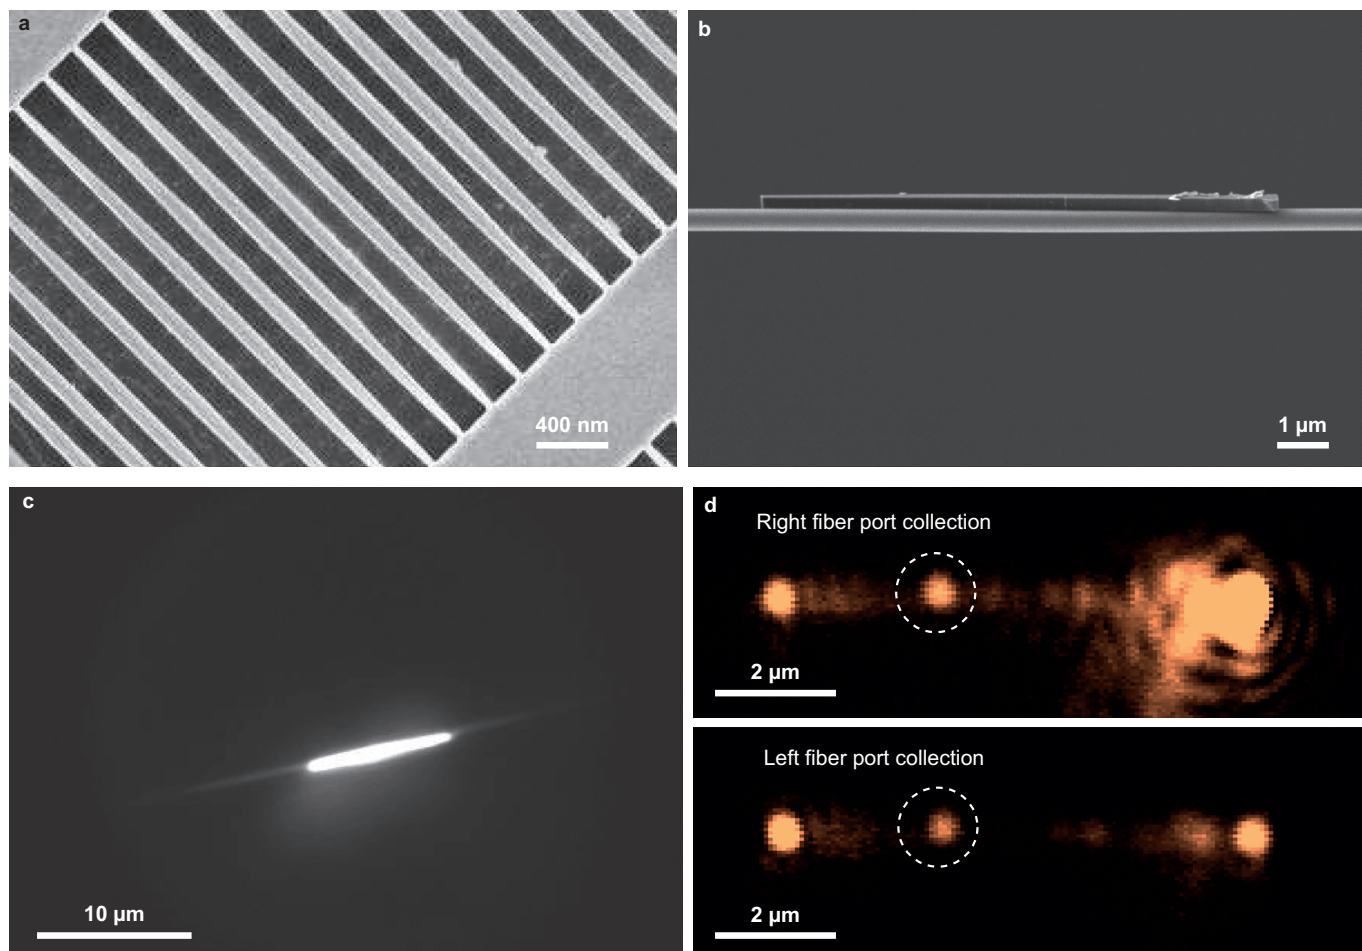 a
b
400 nm
1 µm
c
d
Right fiber port collection
2 µm
Left fiber port collection
10 µm
2 µm